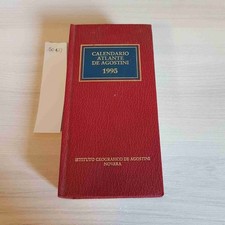 CALENDARIO
ATLANTE
DE AGOSTINI
1995
ISTITUTO GEOGRAFICO DE AGOSTINI
NOVARA